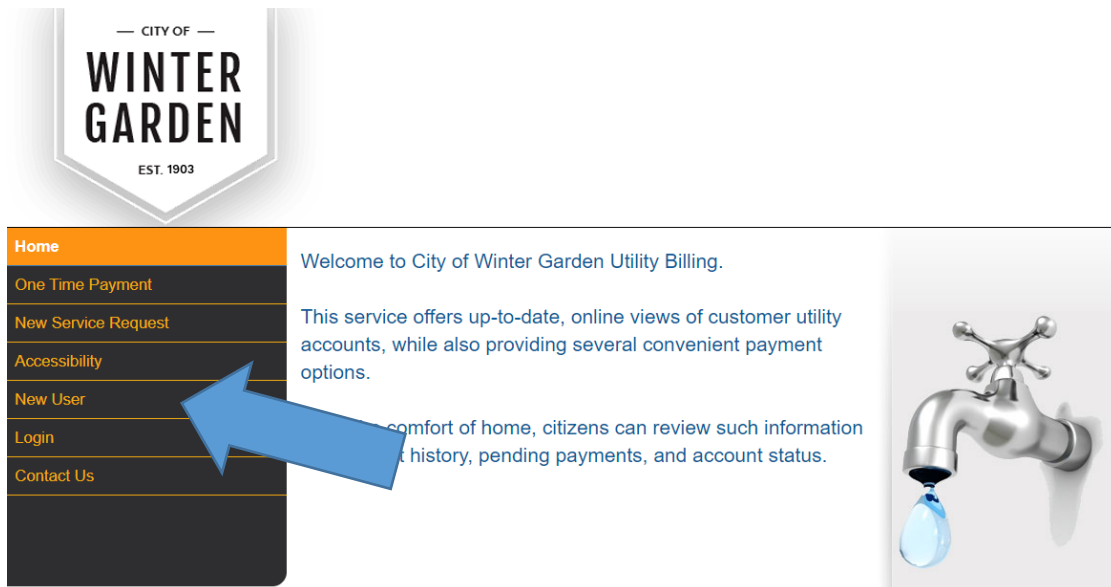 CITY OF
WINTER
GARDEN
EST. 1903
Home
One Time Payment
New Service Request
Accessibility
New User
Login
Contact Us
Welcome to City of Winter Garden Utility Billing.
This service offers up-to-date, online views of customer utility
accounts, while also providing several convenient payment
options.
comfort of home, citizens can review such information
history, pending payments, and account status.